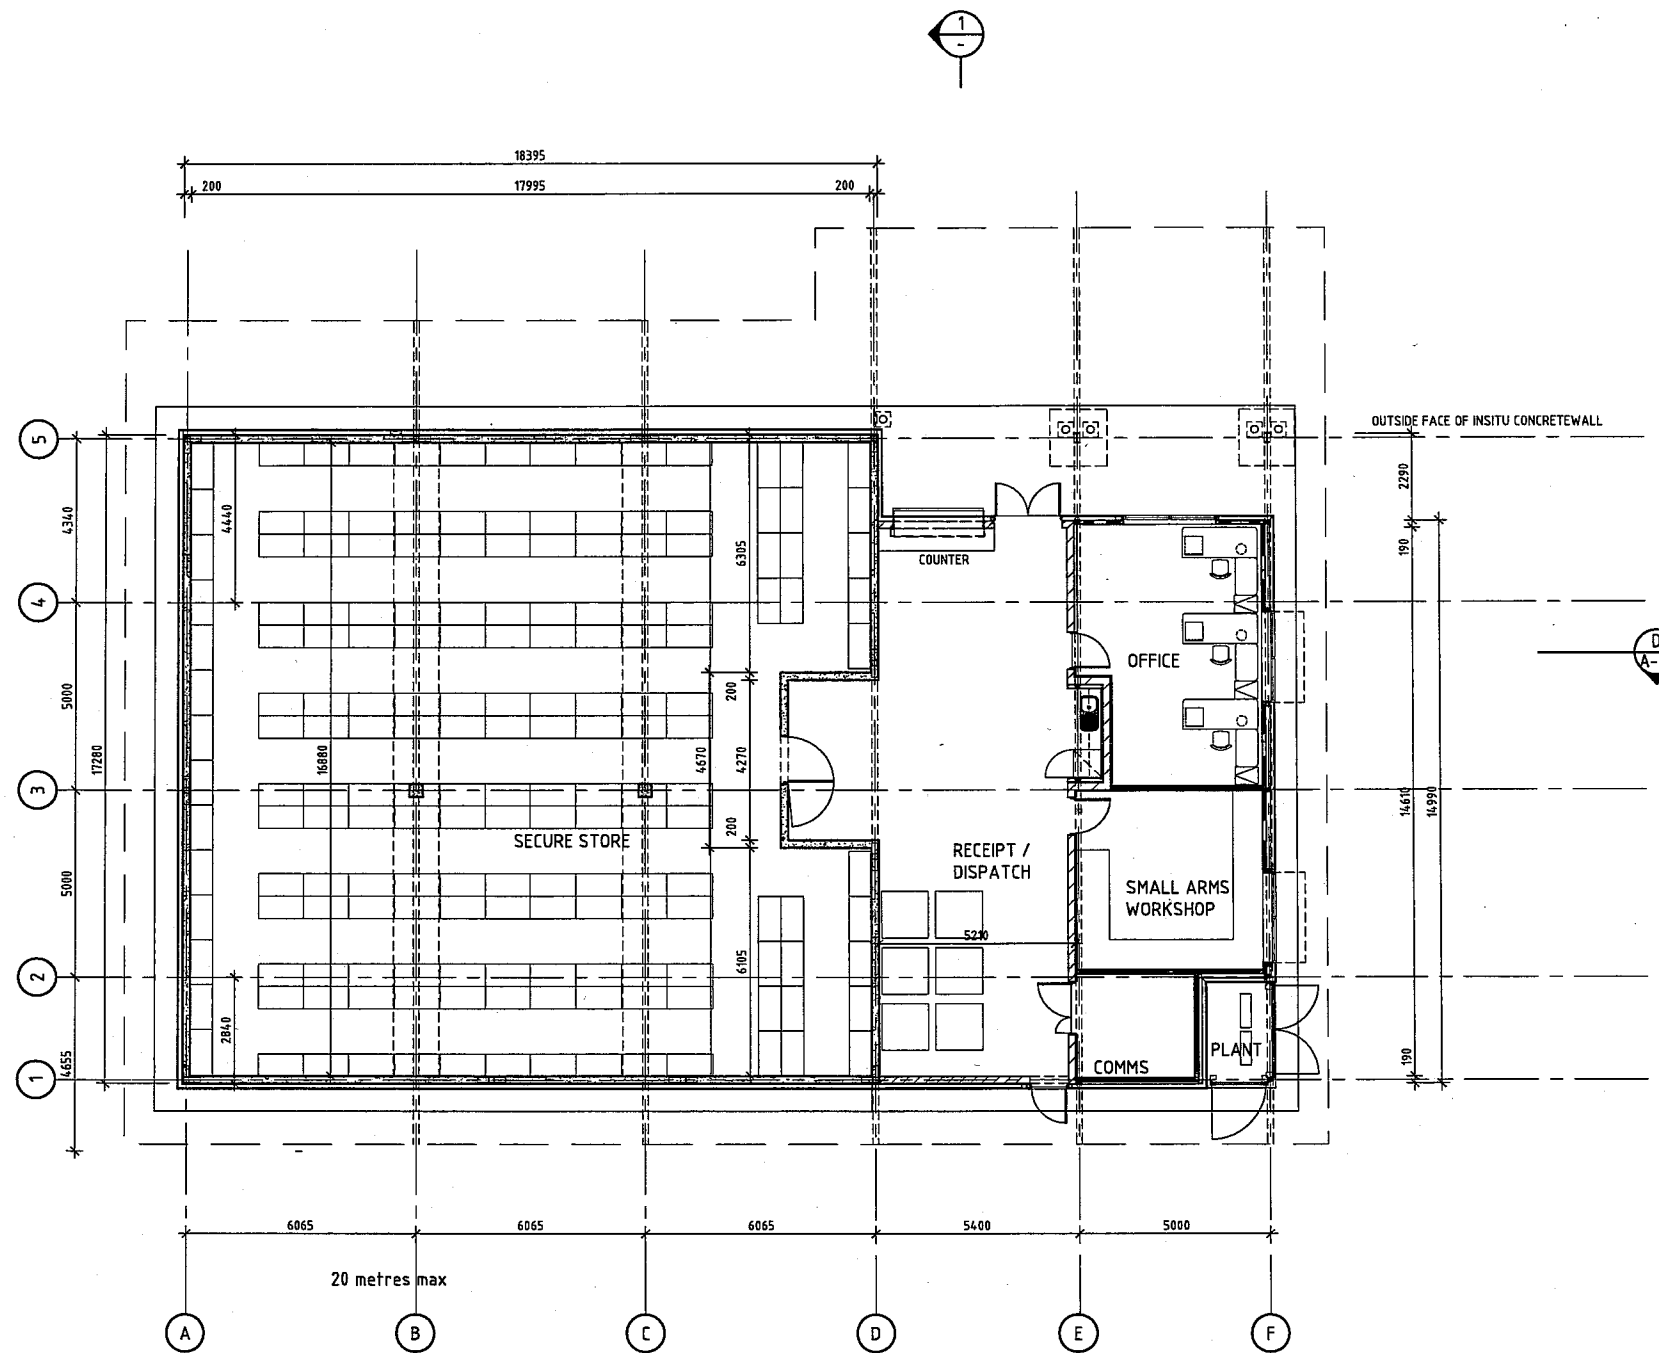 1
-
18395
200
17995
200
OUTSIDE FACE OF INSITU CONCRETEWALL
5
4
3
2
1
4340
5000
5000
4655
17280
4440
2840
16880
6305
200
4670
4270
200
6105
COUNTER
OFFICE
SECURE STORE
RECEIPT /
DISPATCH
SMALL ARMS
WORKSHOP
5210
COMMS
PLANT
2290
190
14610
14990
190
D
A-
6065
6065
6065
5400
5000
20 metres max
A
B
C
D
E
F